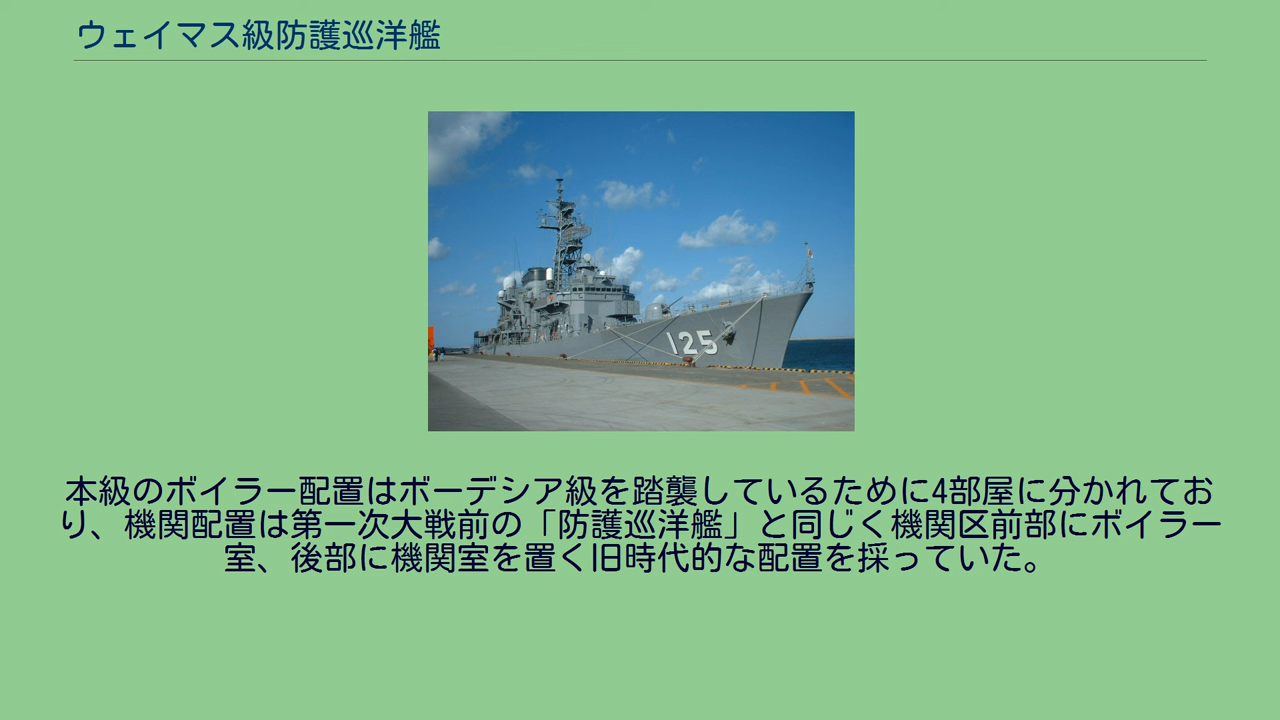 ウェイマス級防護巡洋艦
125
本級のボイラー配置はボーデシア級を踏襲しているために4部屋に分かれてお
り、機関配置は第一次大戦前の「防護巡洋艦」と同じく機関区前部にボイラー
室、後部に機関室を置く旧時代的な配置を採っていた。